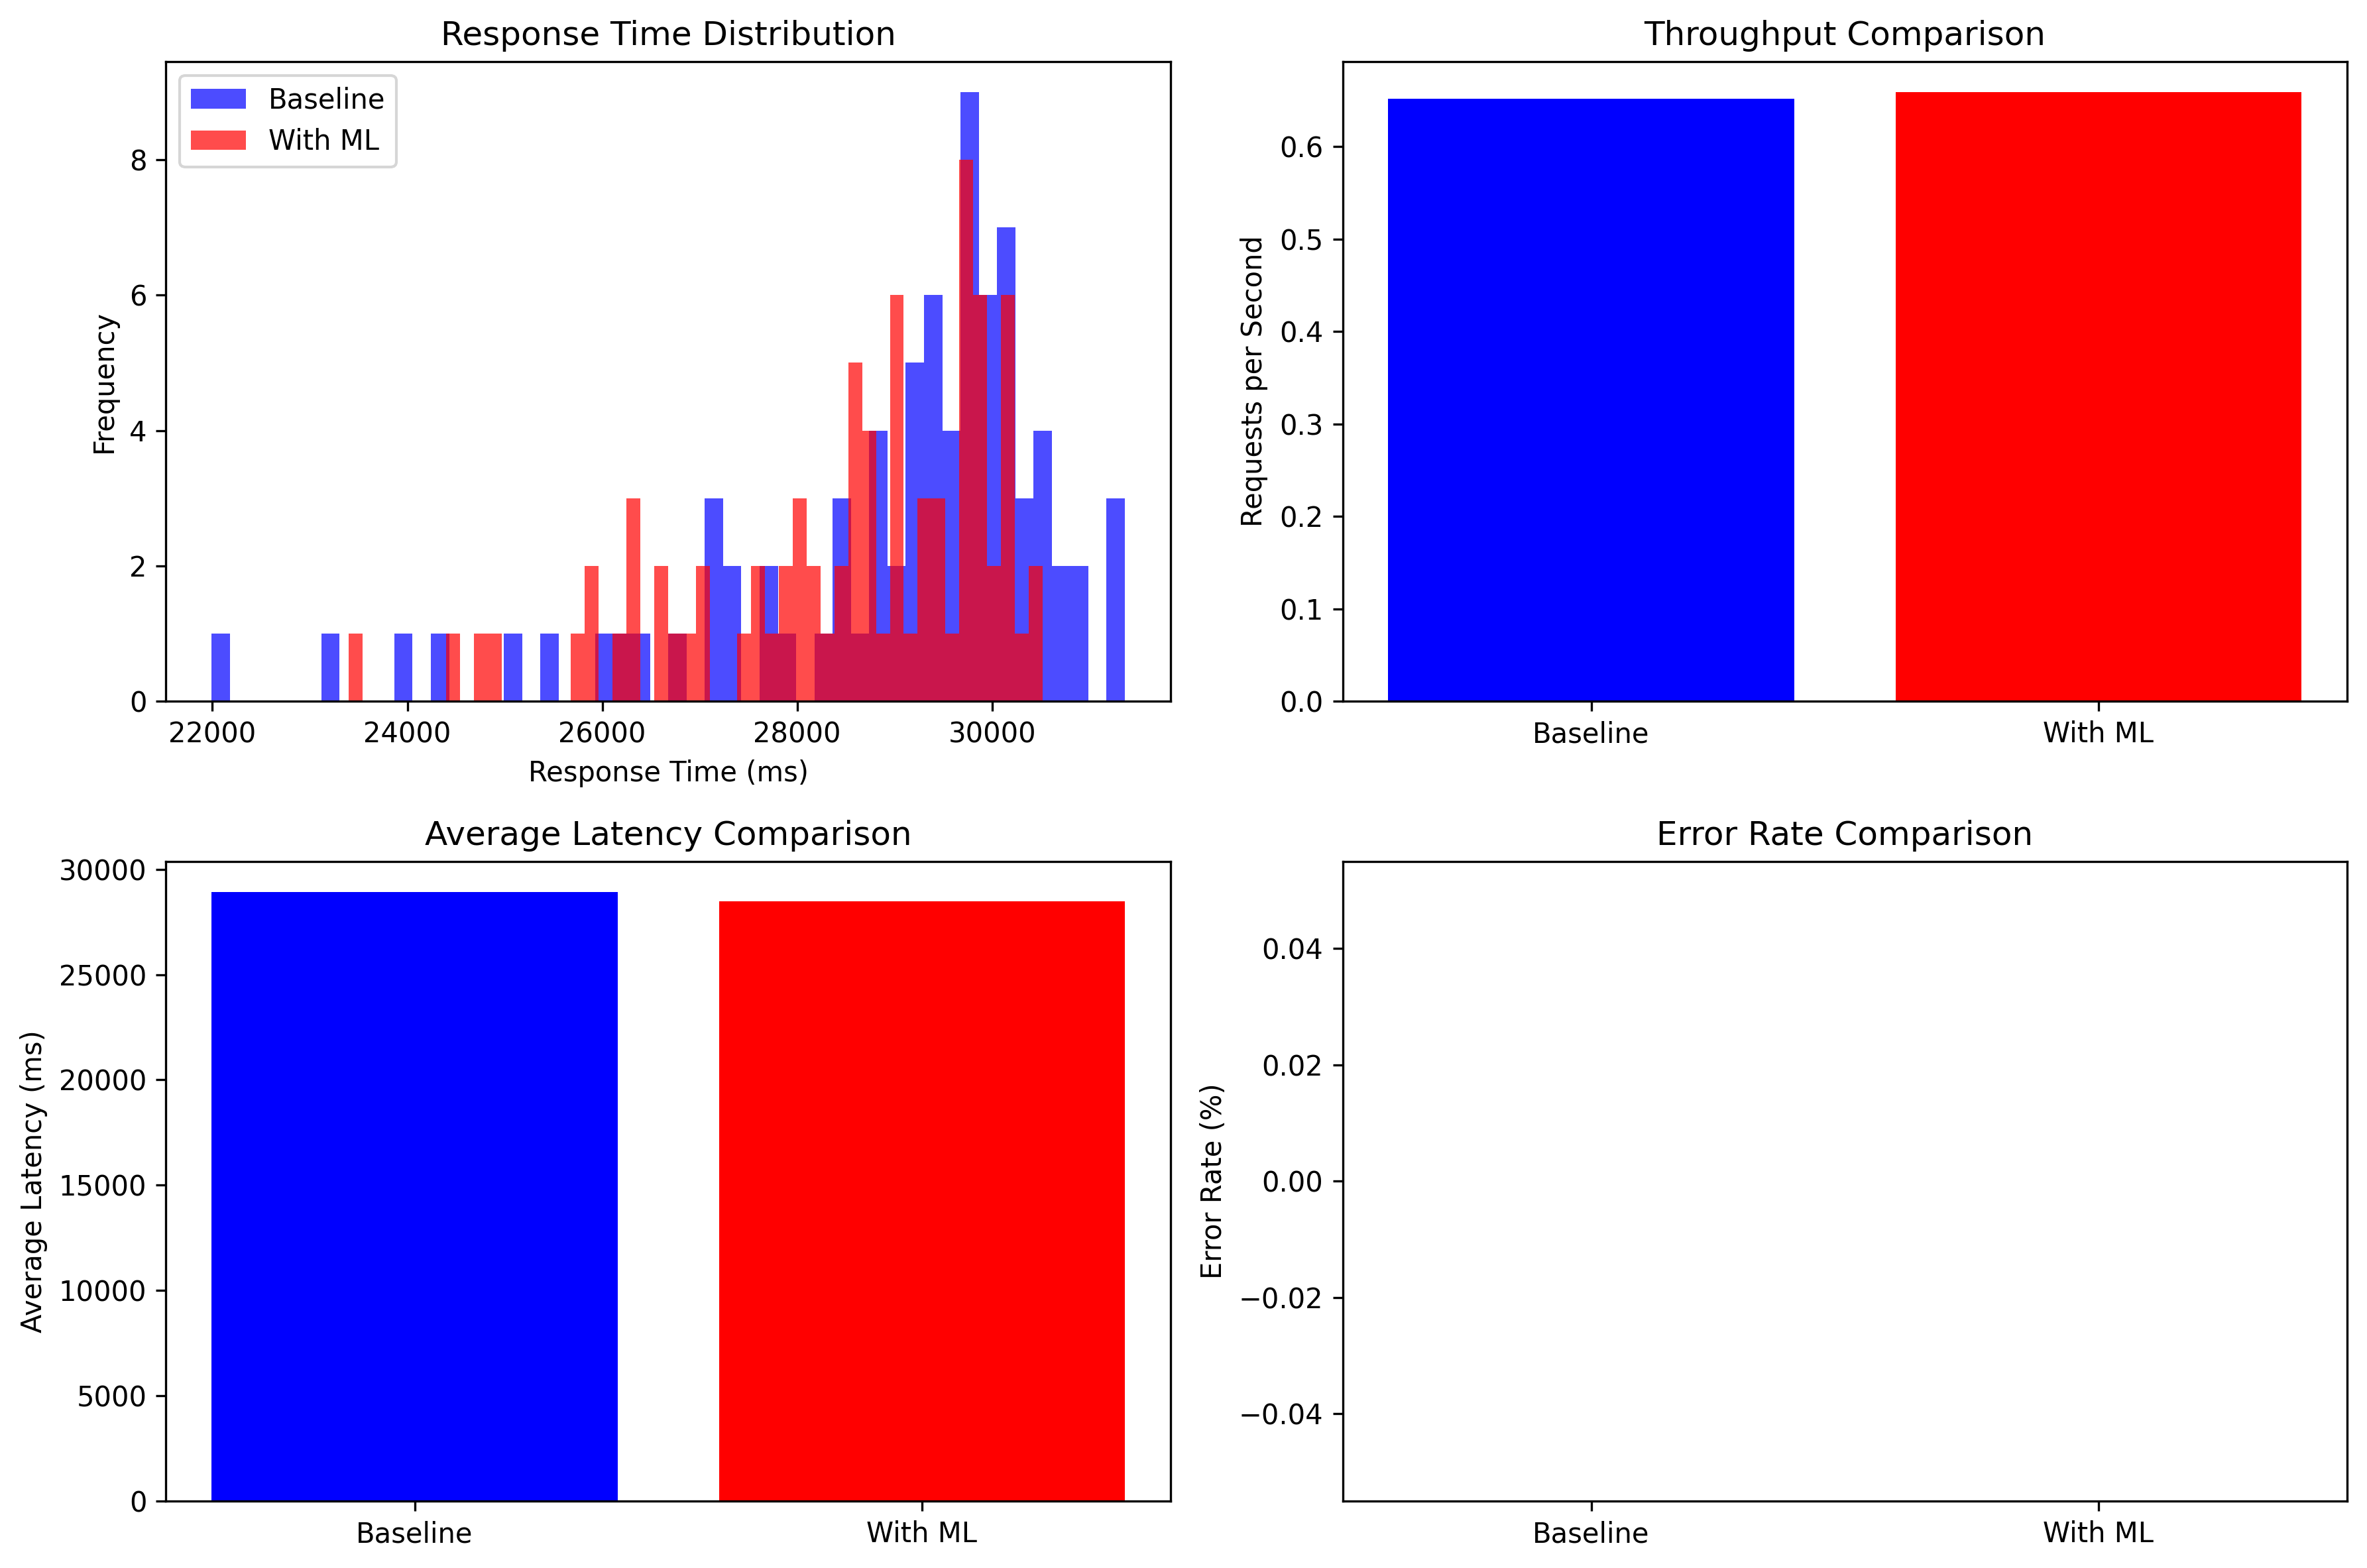 Response Time Distribution
Baseline
With ML
8
6
4
2
0
Frequency
22000 24000 26000 28000 30000
Response Time (ms)
Throughput Comparison
0.6
0.5
0.4
0.3
0.2
0.1
0.0
Requests per Second
Baseline With ML
Average Latency Comparison
30000
25000
20000
15000
10000
5000
0
Average Latency (ms)
Baseline With ML
Error Rate Comparison
0.04
0.02
0.00
−0.02
−0.04
Error Rate (%)
Baseline With ML